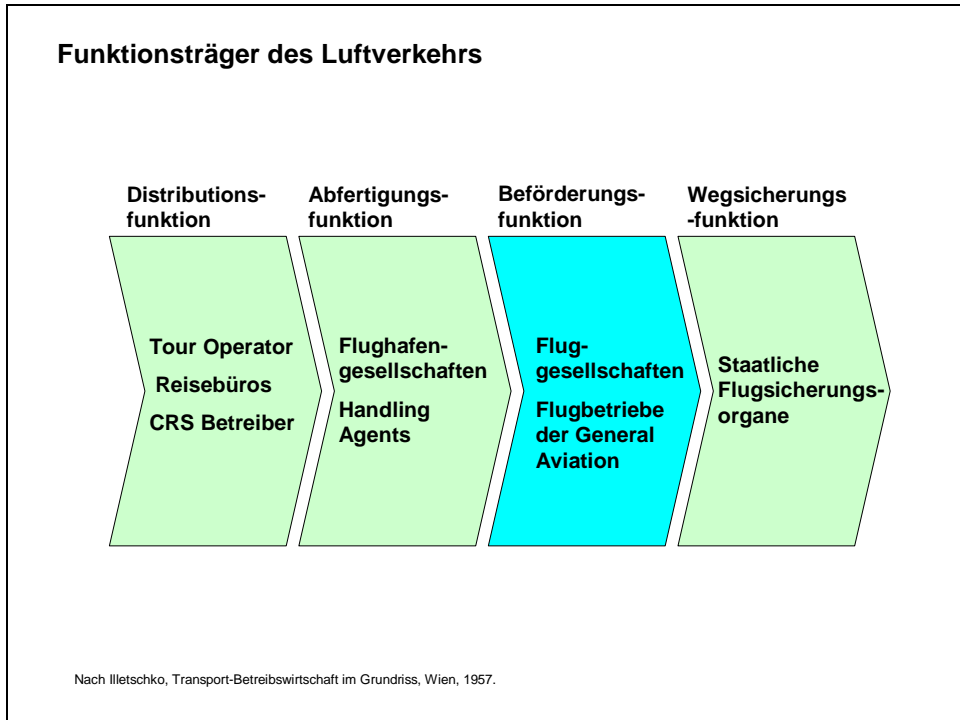 Funktionsträger des Luftverkehrs
Distributions-
funktion
Abfertigungs-
funktion
Beförderungs-
funktion
Wegsicherungs
-funktion
Tour Operator
Reisebüros
CRS Betreiber
Flughafen-
gesellschaften
Handling
Agents
Flug-
gesellschaften
Flugbetriebe
der General
Aviation
Staatliche
Flugsicherungs-
organe
Nach Illetschko, Transport-Betreibswirtschaft im Grundriss, Wien, 1957.